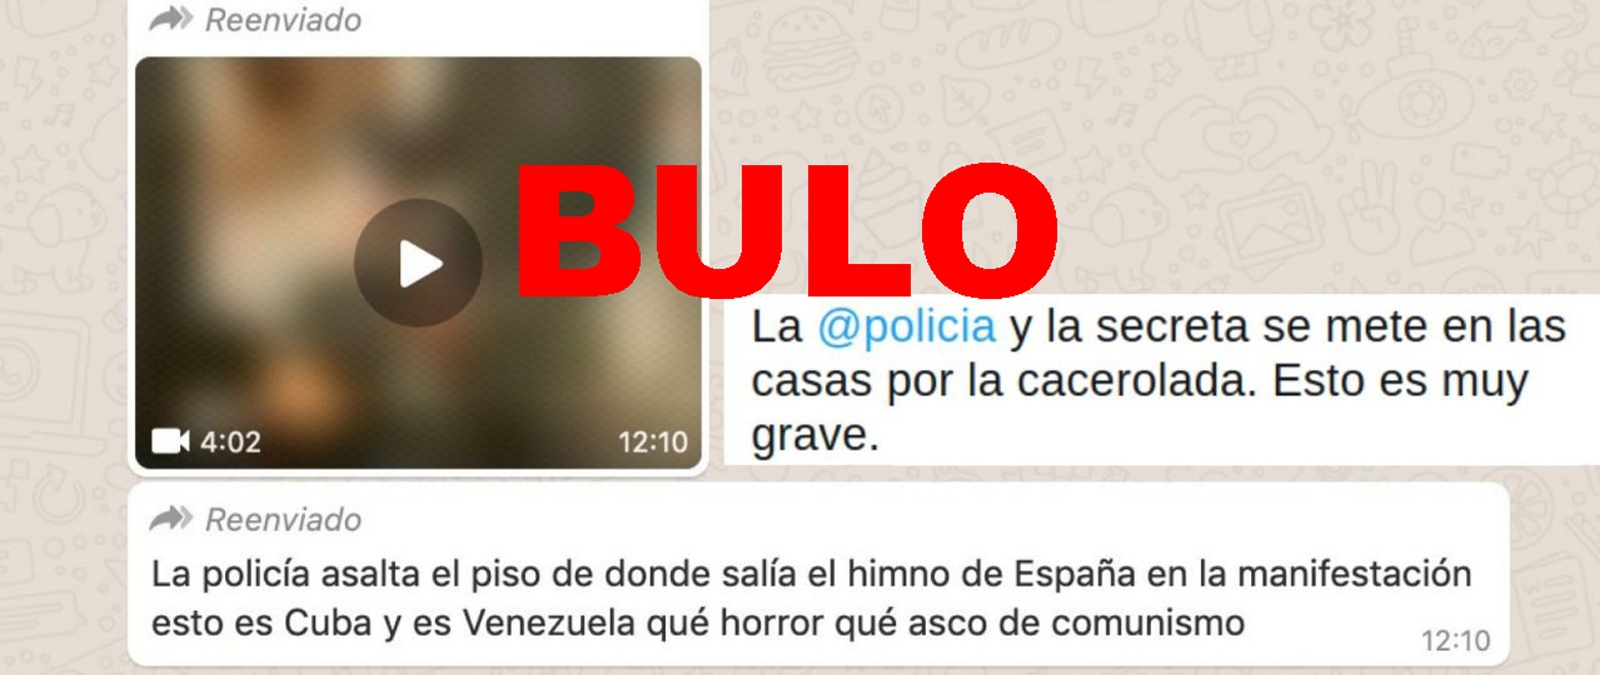 Reenviado
BULO
4:02
12:10
La @policia y la secreta se mete en las
casas por la cacerolada. Esto es muy
grave.
Reenviado
La policía asalta el piso de donde salía el himno de España en la manifestación
esto es Cuba y es Venezuela qué horror qué asco de comunismo
12:10